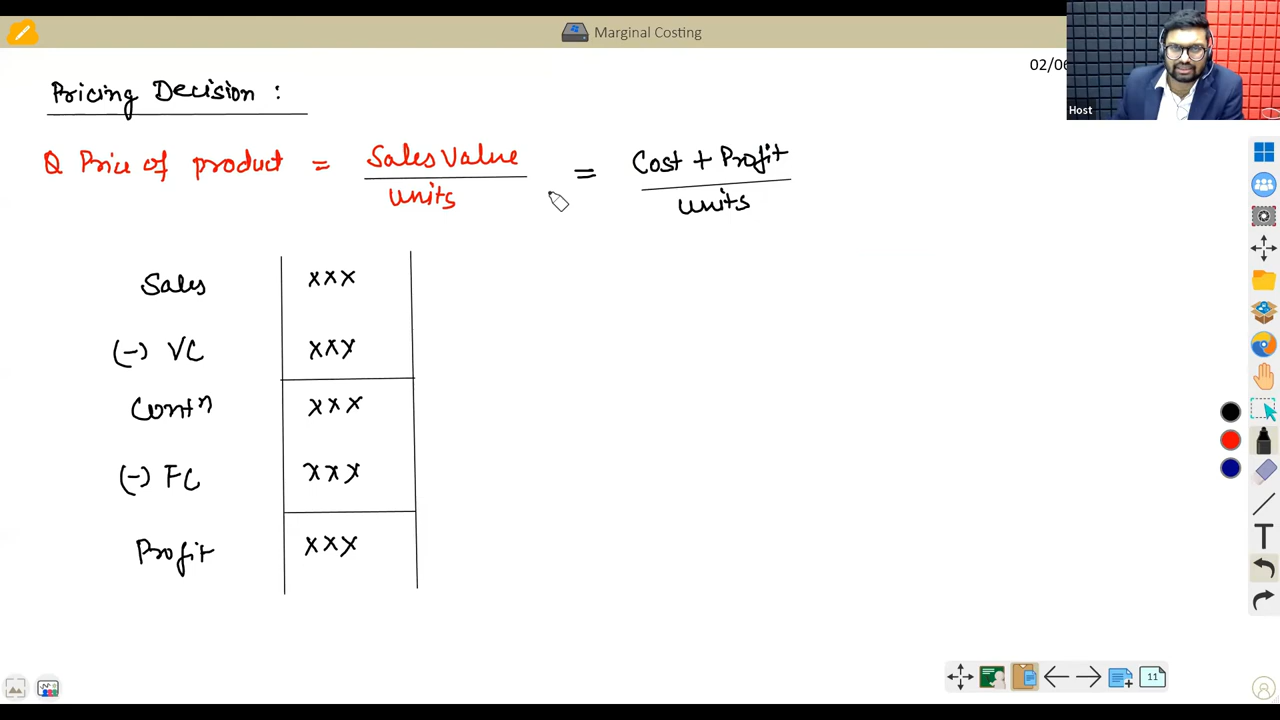 Marginal Costing
02/06
Host
Pricing Decision :
Q Price of product = Sales Value / units = Cost + Profit / units
Sales xxx
(-) VC xxx
Contn xxx
(-) FC xxx
Profit xxx
11